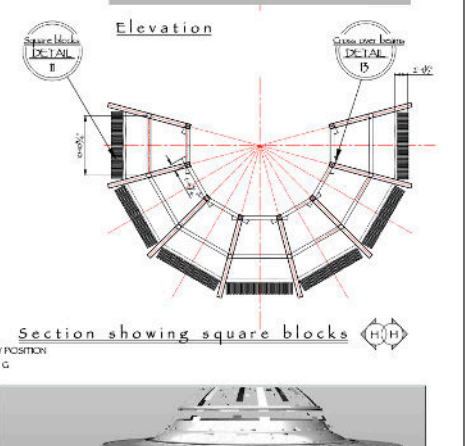 Elevation
Square blocks
DETAIL
11
Cross over beams
DETAIL
13
Section showing square blocks
H H
POSITION
G